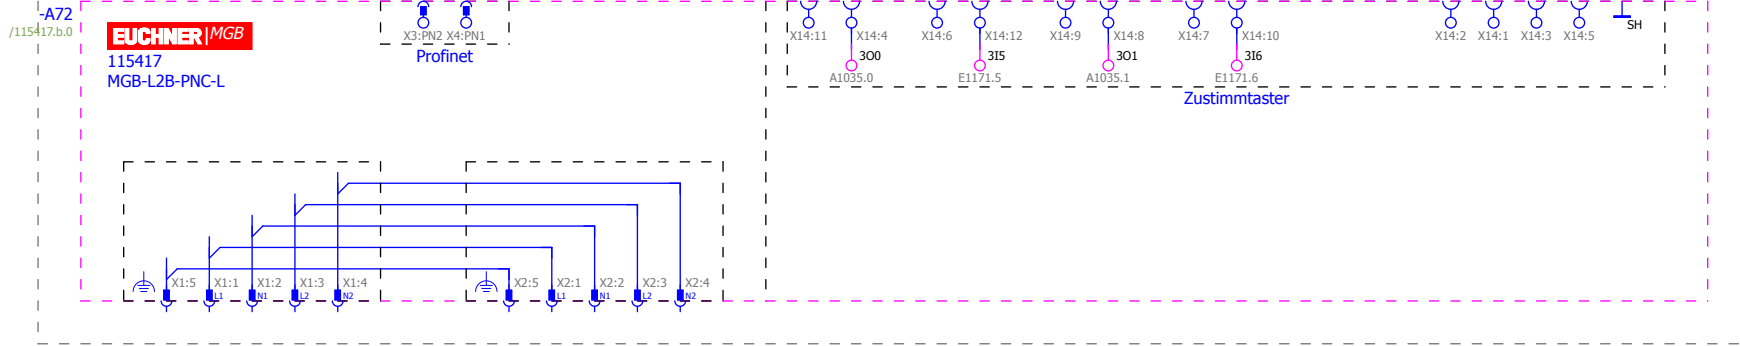 -A72
/115417.b.0
EUCHNER|MGB
115417
MGB-L2B-PNC-L
X3:PN2 X4:PN1
Profinet
X14:11 X14:4 X14:6 X14:12 X14:9 X14:8 X14:7 X14:10 X14:2 X14:1 X14:3 X14:5 SH
3O0 3I5 3O1 3I6
A1035.0 E1171.5 A1035.1 E1171.6
Zustimmtaster
X1:5 X1:1 X1:2 X1:3 X1:4 X2:5 X2:1 X2:2 X2:3 X2:4
L1 N1 L2 N2 L1 N1 L2 N2